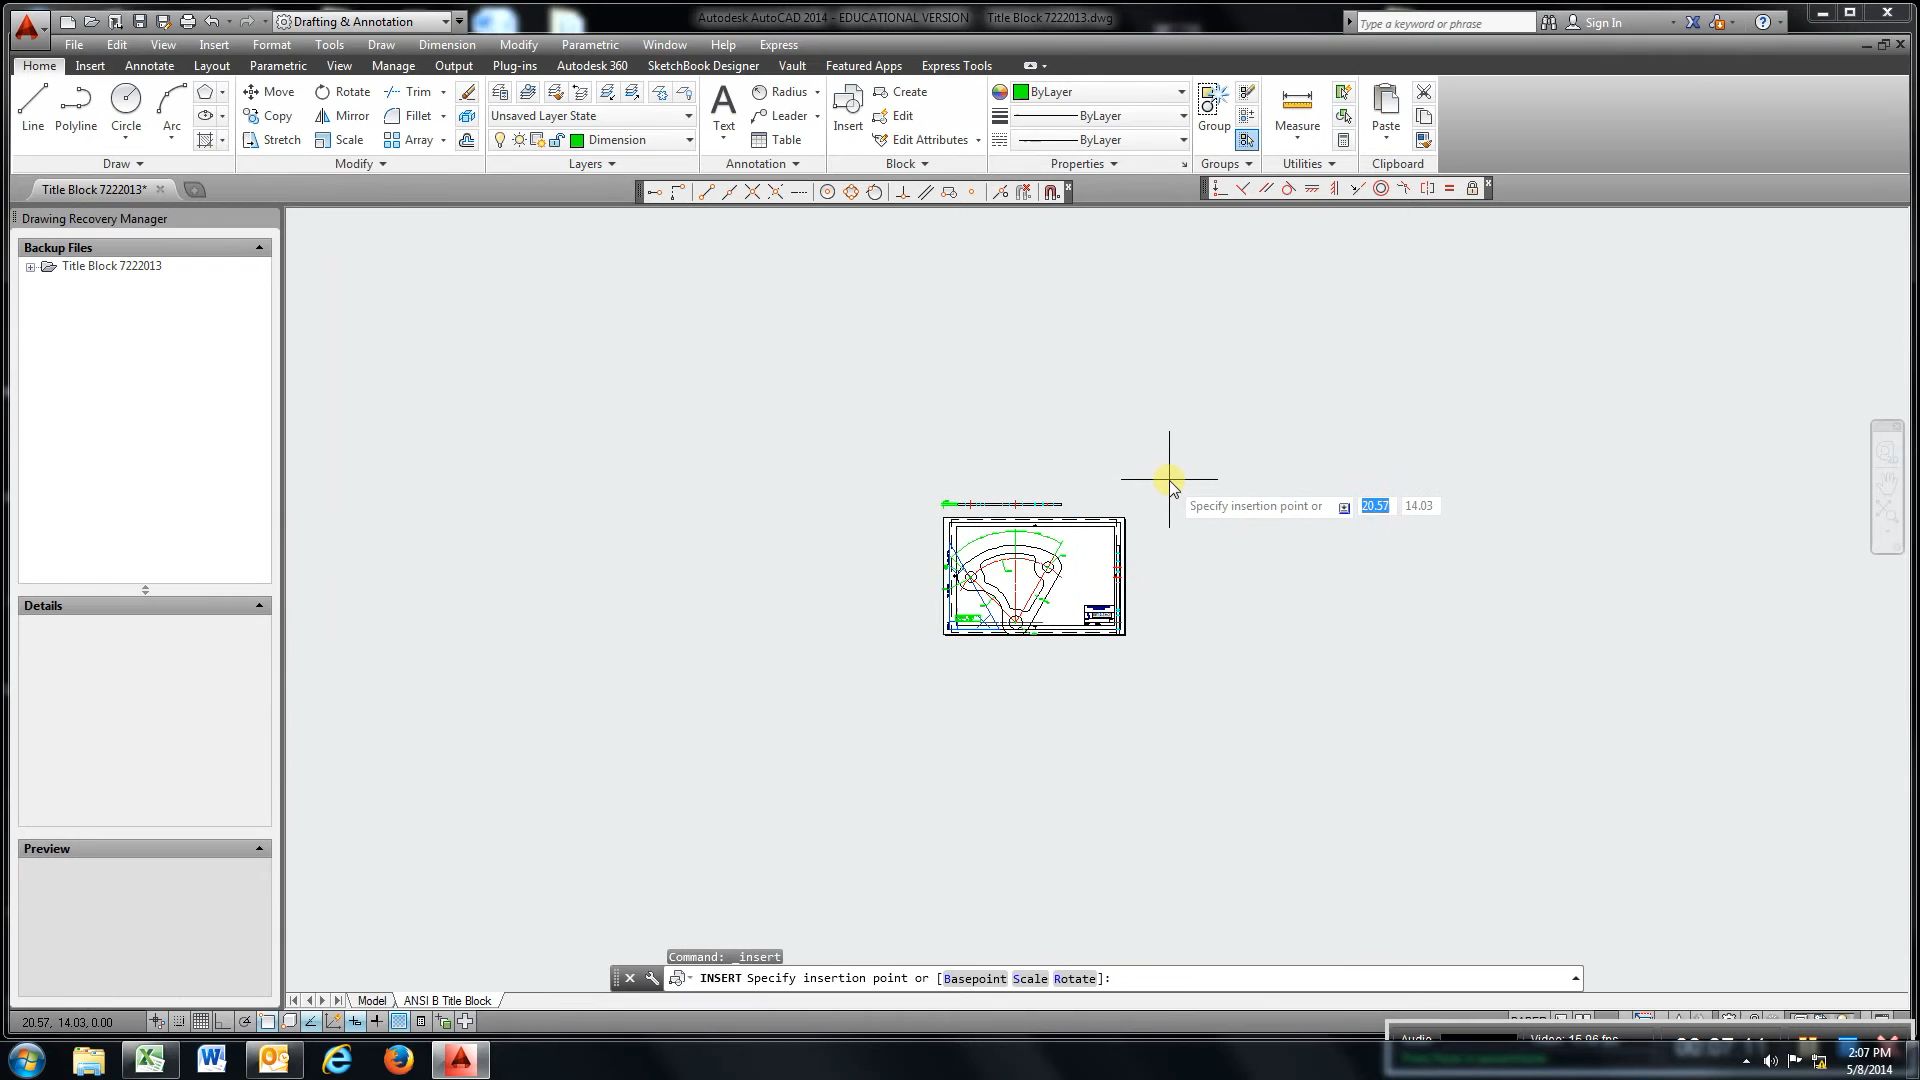 Drafting & Annotation
Autodesk AutoCAD 2014 - EDUCATIONAL VERSION Title Block 7222013.dwg
Type a keyword or phrase
Sign In
File Edit View Insert Format Tools Draw Dimension Modify Parametric Window Help Express
Home Insert Annotate Layout Parametric View Manage Output Plug-ins Autodesk 360 SketchBook Designer Vault Featured Apps Express Tools
Move Rotate Trim Radius Create ByLayer
Copy Mirror Fillet Unsaved Layer State Leader Edit ByLayer
Line Polyline Circle Arc Text Insert Group Measure Paste
Stretch Scale Array Dimension Table Edit Attributes ByLayer
Draw Modify Layers Annotation Block Properties Groups Utilities Clipboard
Title Block 7222013*
Drawing Recovery Manager
Backup Files
Title Block 7222013
Specify insertion point or 20.57 14.03
Details
Preview
Command: _insert
INSERT Specify insertion point or [Basepoint Scale Rotate]:
Model ANSI B Title Block
20.57, 14.03, 0.00
2:07 PM
5/8/2014